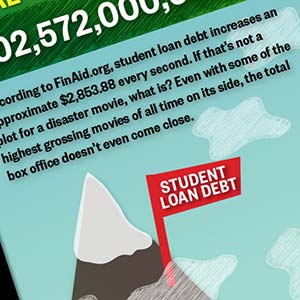 02,572,000,0
cording to FinAid.org, student loan debt increases an
pproximate $2,853.88 every second. If that's not a
plot for a disaster movie, what is? Even with some of the
highest grossing movies of all time on its side, the total
box office doesn't even come close.
STUDENT
LOAN DEBT